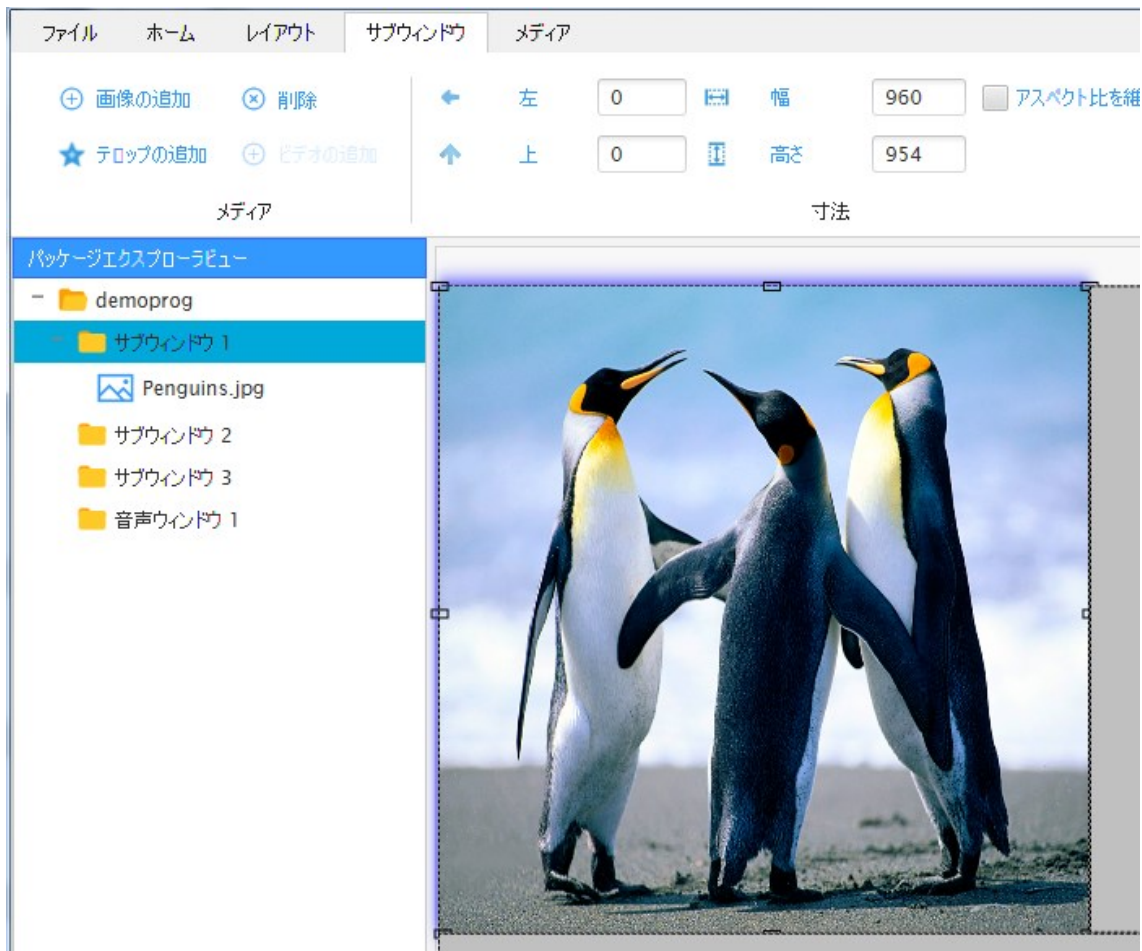 ファイル ホーム レイアウト サブウィンドウ メディア
画像の追加 削除 左 0 幅 960 アスペクト比を維
テロップの追加 ビデオの追加 上 0 高さ 954
メディア 寸法
パッケージエクスプローラビュー
demoprog
サブウィンドウ 1
Penguins.jpg
サブウィンドウ 2
サブウィンドウ 3
音声ウィンドウ 1